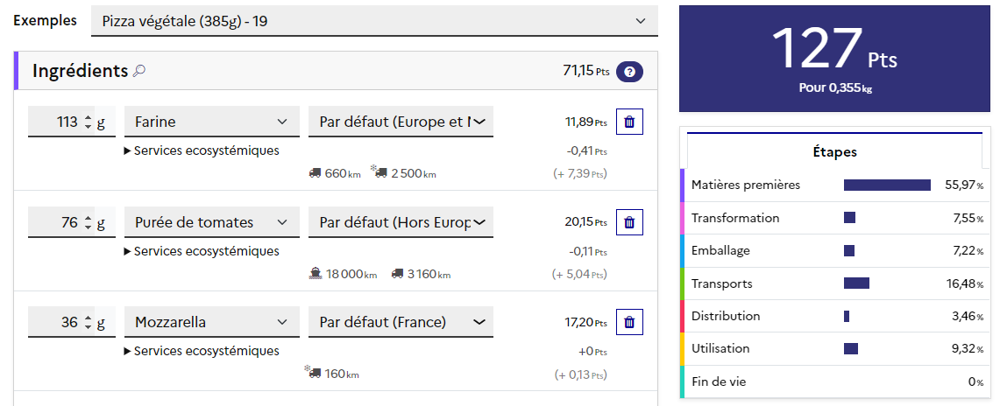 Exemples
Pizza végétale (385g) - 19
Ingrédients
71,15 Pts
?
113 g
Farine
Par défaut (Europe et M
11,89 Pts
Services ecosystémiques
-0,41 Pts
660 km
2 500 km
(+ 7,39 Pts)
76 g
Purée de tomates
Par défaut (Hors Europ
20,15 Pts
Services ecosystémiques
-0,11 Pts
18 000 km
3 160 km
(+ 5,04 Pts)
36 g
Mozzarella
Par défaut (France)
17,20 Pts
Services ecosystémiques
+0 Pts
160 km
(+ 0,13 Pts)
127 Pts
Pour 0,355 kg
Étapes
Matières premières 55,97 %
Transformation 7,55 %
Emballage 7,22 %
Transports 16,48 %
Distribution 3,46 %
Utilisation 9,32 %
Fin de vie 0 %